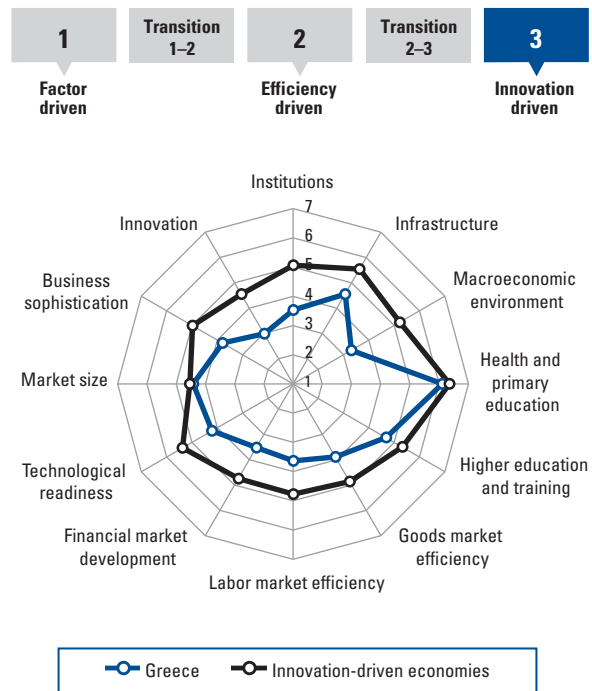 1
Transition
1–2
2
Transition
2–3
3
Factor
driven
Efficiency
driven
Innovation
driven
Institutions
Innovation
Infrastructure
Business
sophistication
Macroeconomic
environment
Market size
Health and
primary
education
Technological
readiness
Higher education
and training
Financial market
development
Goods market
efficiency
Labor market efficiency
7
6
5
4
3
2
1
Greece
Innovation-driven economies